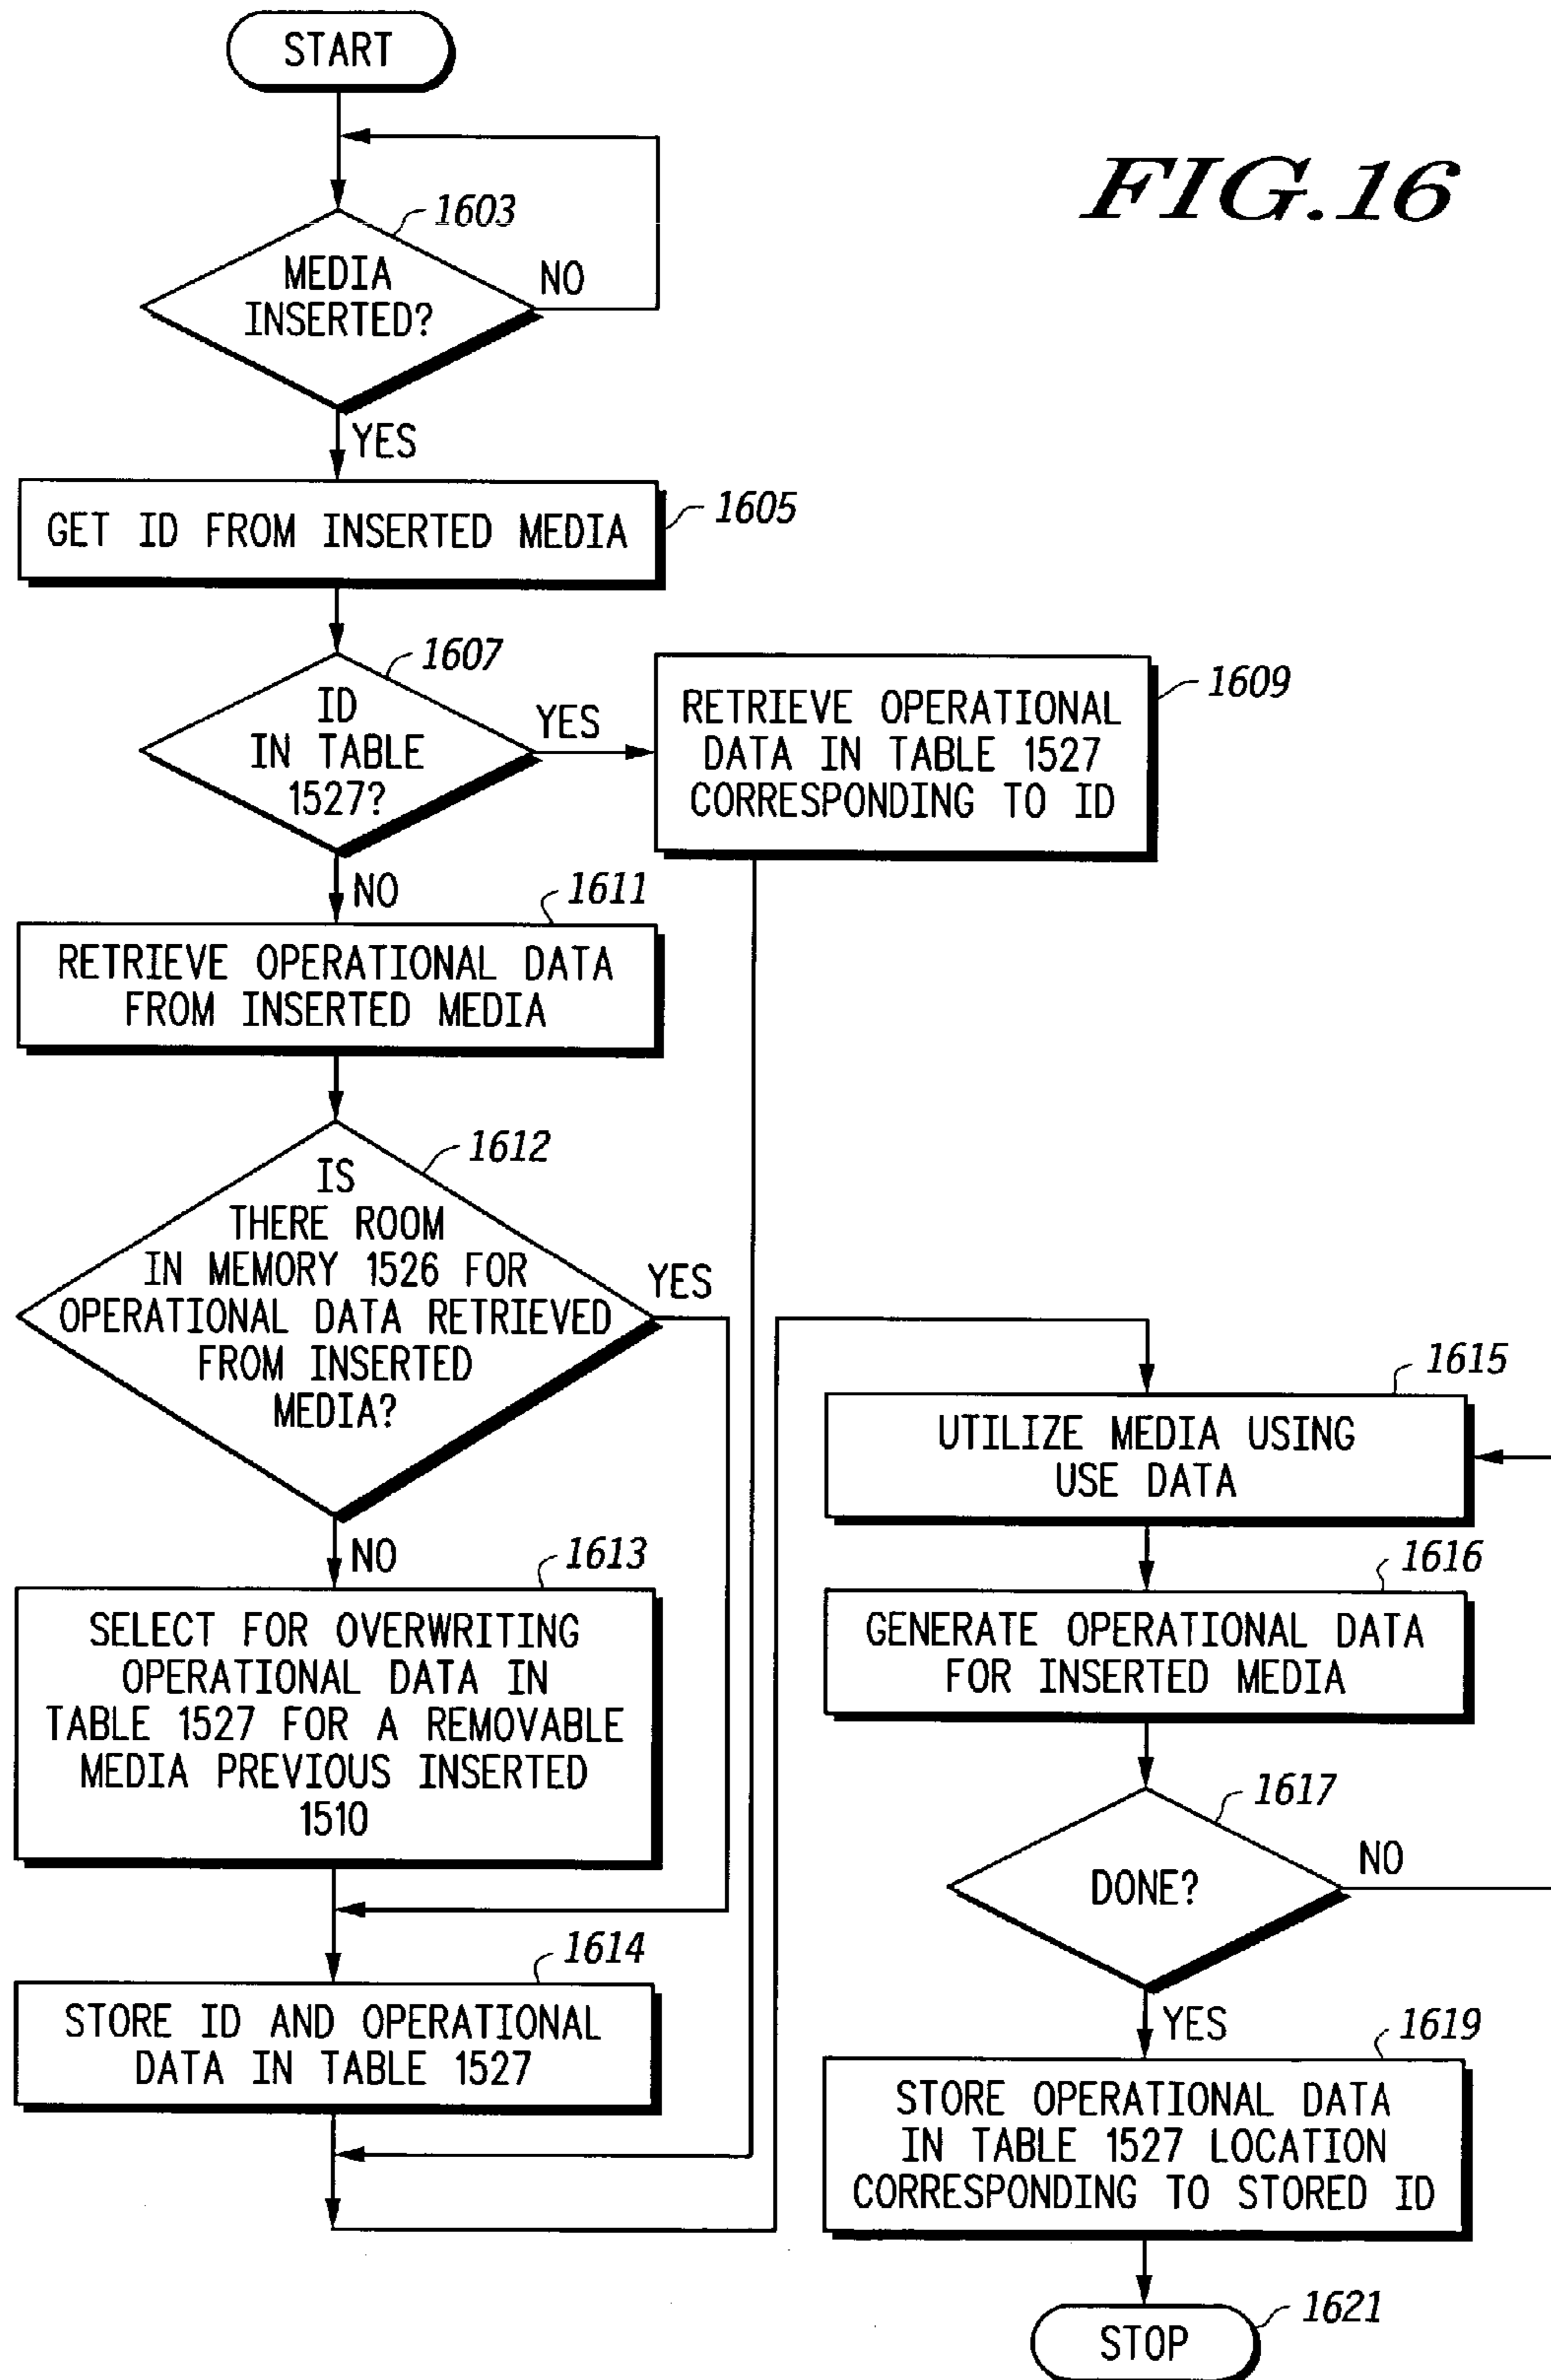 START
FIG.16
1603
MEDIA
INSERTED?
NO
YES
GET ID FROM INSERTED MEDIA
1605
1607
ID
IN TABLE
1527?
YES
RETRIEVE OPERATIONAL
DATA IN TABLE 1527
CORRESPONDING TO ID
1609
NO
1611
RETRIEVE OPERATIONAL DATA
FROM INSERTED MEDIA
1612
IS
THERE ROOM
IN MEMORY 1526 FOR
OPERATIONAL DATA RETRIEVED
FROM INSERTED
MEDIA?
YES
NO
1613
SELECT FOR OVERWRITING
OPERATIONAL DATA IN
TABLE 1527 FOR A REMOVABLE
MEDIA PREVIOUS INSERTED
1510
1614
STORE ID AND OPERATIONAL
DATA IN TABLE 1527
1615
UTILIZE MEDIA USING
USE DATA
1616
GENERATE OPERATIONAL DATA
FOR INSERTED MEDIA
1617
DONE?
NO
YES
1619
STORE OPERATIONAL DATA
IN TABLE 1527 LOCATION
CORRESPONDING TO STORED ID
1621
STOP